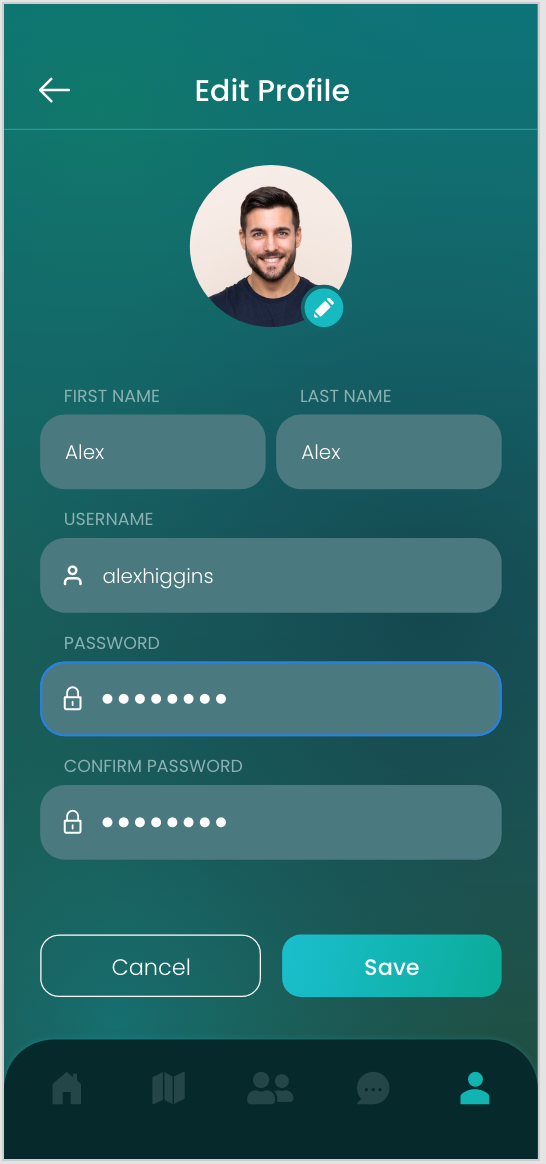 Edit Profile
FIRST NAME
LAST NAME
Alex
Alex
USERNAME
alexhiggins
PASSWORD
CONFIRM PASSWORD
Cancel
Save